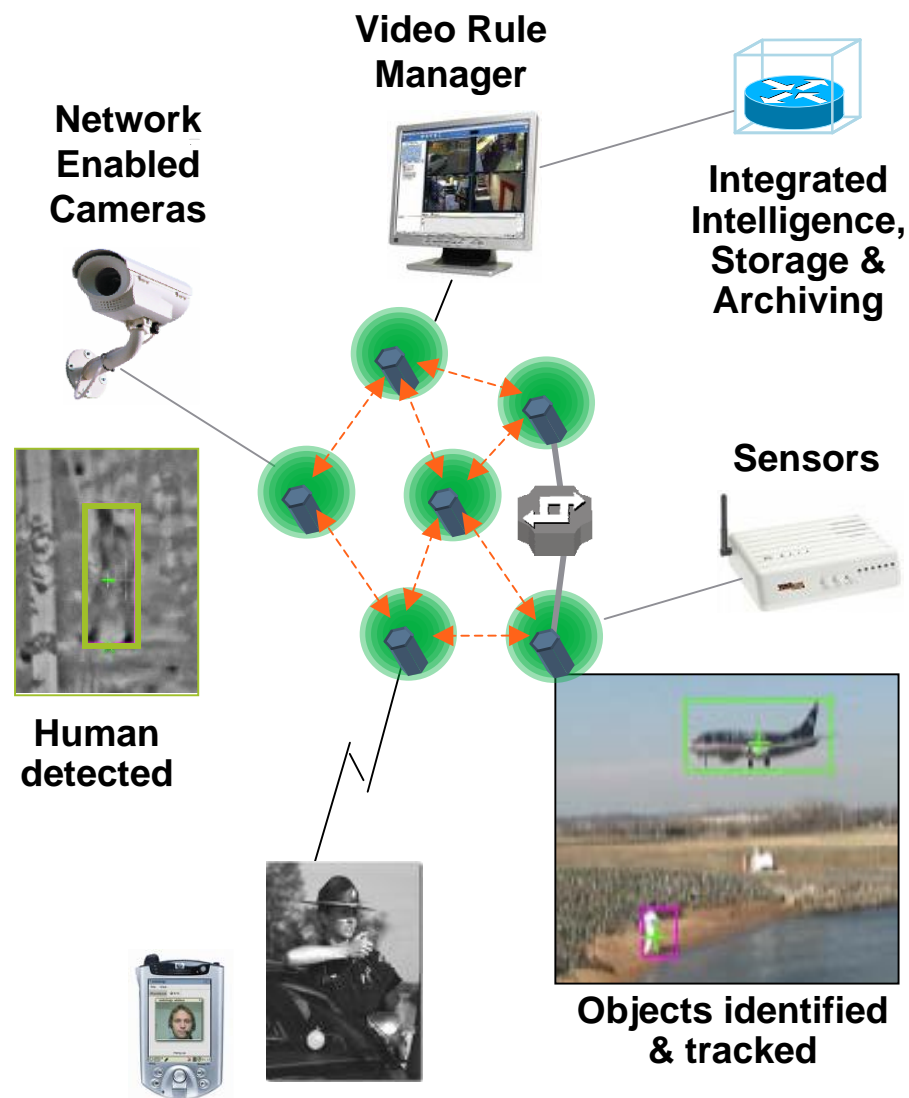 Video Rule
Manager
Network
Enabled
Cameras
Integrated
Intelligence,
Storage &
Archiving
Sensors
Human
detected
Objects identified
& tracked